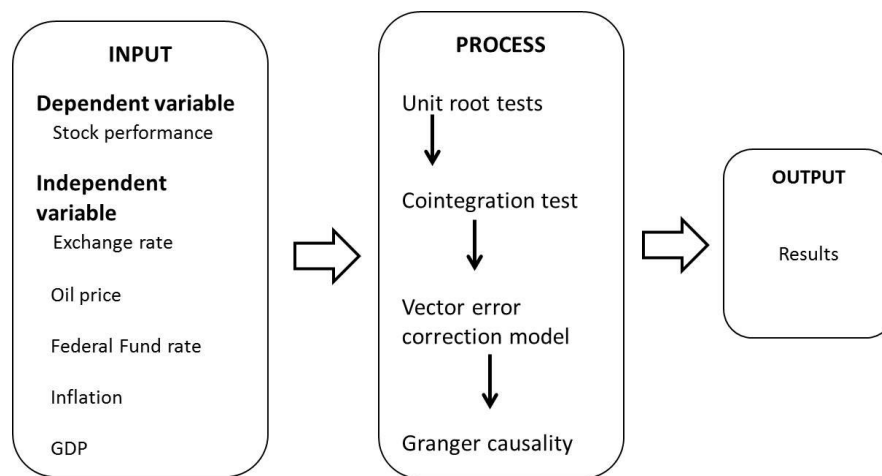 INPUT
Dependent variable
Stock performance
Independent
variable
Exchange rate
Oil price
Federal Fund rate
Inflation
GDP
PROCESS
Unit root tests
Cointegration test
Vector error
correction model
Granger causality
OUTPUT
Results